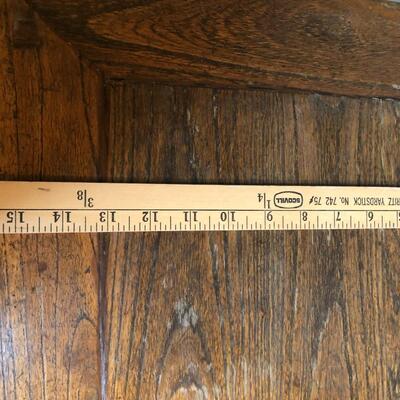 6 7 8 9 10 11 12 13 14 15
RITZ YARDSTICK No. 742 75¢ SCOVILL 1/4 3/8